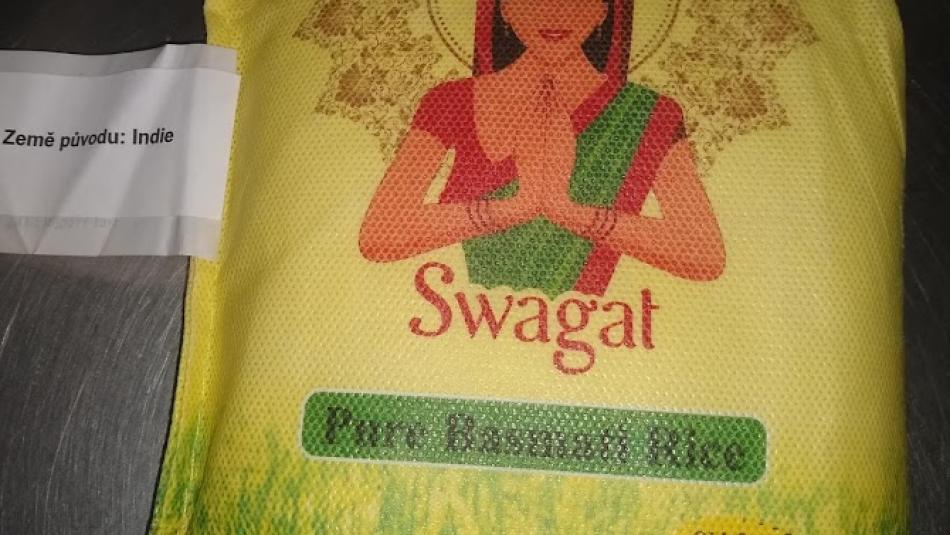 Země původu: Indie
Swagat
Pure Basmati Rice